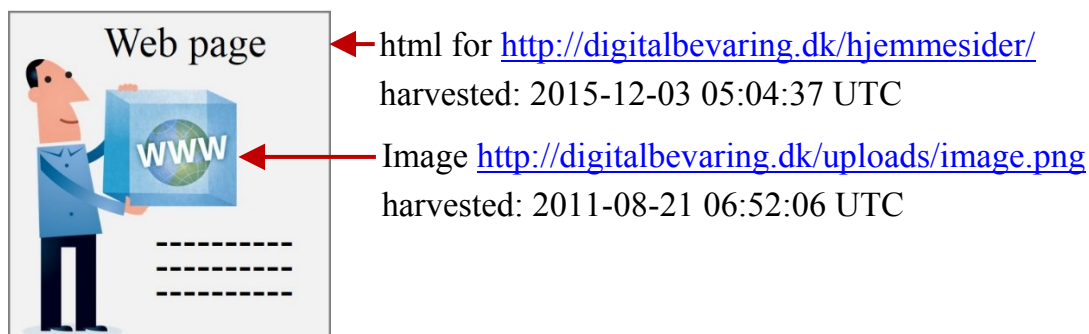 Web page
html for http://digitalbevaring.dk/hjemmesider/
harvested: 2015-12-03 05:04:37 UTC
www
Image http://digitalbevaring.dk/uploads/image.png
harvested: 2011-08-21 06:52:06 UTC